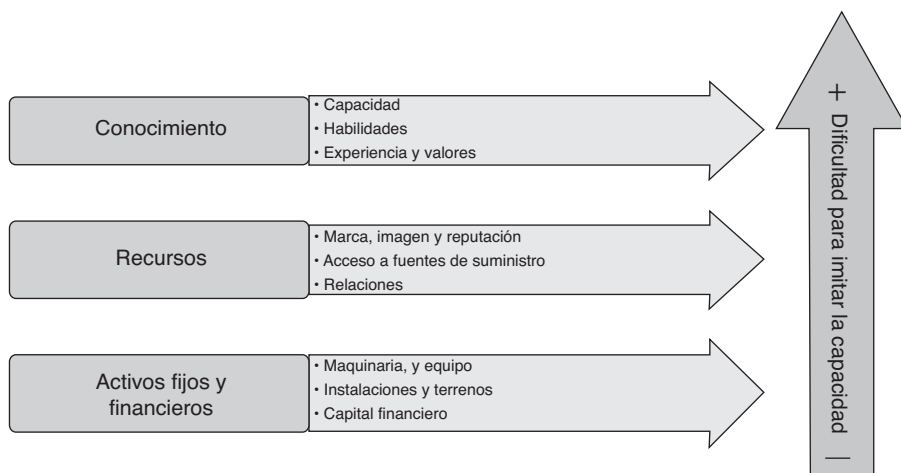 Conocimiento
• Capacidad
• Habilidades
• Experiencia y valores
Recursos
• Marca, imagen y reputación
• Acceso a fuentes de suministro
• Relaciones
Activos fijos y
financieros
• Maquinaria, y equipo
• Instalaciones y terrenos
• Capital financiero
+ Dificultad para imitar la capacidad –